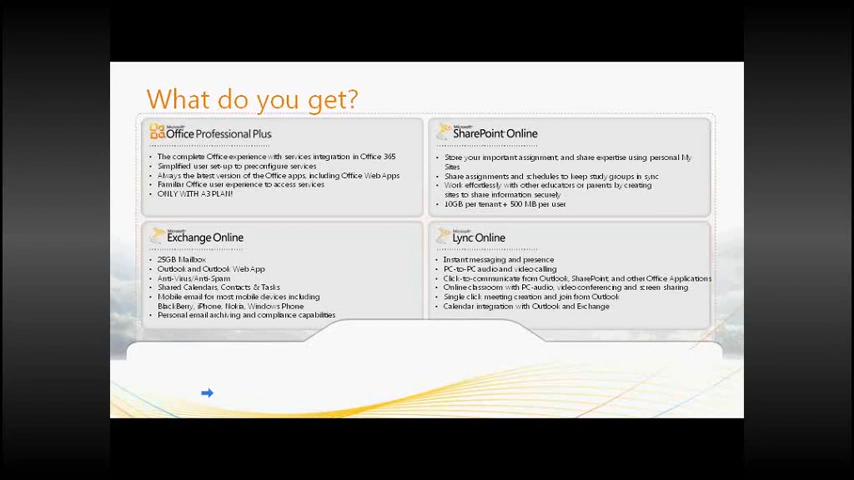 What do you get?
Microsoft
Office Professional Plus
• The complete Office experience with services integration in Office 365
• Simplified user set-up to preconfigure services
• Always the latest version of the Office apps, including Office Web Apps
• Familiar Office user experience to access services
• ONLY WITH A3 PLAN!
Microsoft
SharePoint Online
• Store your important assignment, and share expertise using personal My
Sites
• Share assignments and schedules to keep study groups in sync
• Work effortlessly with other educators or parents by creating
sites to share information securely
• 10GB per tenant + 500 MB per user
Microsoft
Exchange Online
• 25GB Mailbox
• Outlook and Outlook Web App
• Anti-Virus/Anti-Spam
• Shared Calendars, Contacts & Tasks
• Mobile email for most mobile devices including
BlackBerry, iPhone, Nokia, Windows Phone
• Personal email archiving and compliance capabilities
Microsoft
Lync Online
• Instant messaging and presence
• PC-to-PC audio and video calling
• Click-to-communicate from Outlook, SharePoint, and other Office Applications
• Online classroom with PC-audio, video-conferencing and screen sharing
• Single click meeting creation and join from Outlook
• Calendar integration with Outlook and Exchange